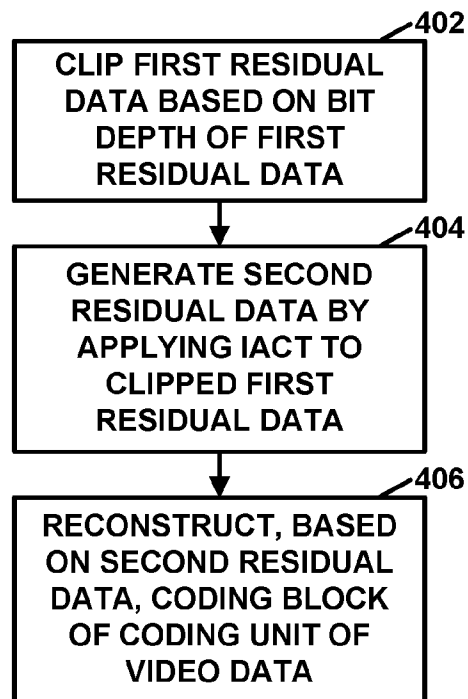 402
CLIP FIRST RESIDUAL
DATA BASED ON BIT
DEPTH OF FIRST
RESIDUAL DATA
404
GENERATE SECOND
RESIDUAL DATA BY
APPLYING IACT TO
CLIPPED FIRST
RESIDUAL DATA
406
RECONSTRUCT, BASED
ON SECOND RESIDUAL
DATA, CODING BLOCK
OF CODING UNIT OF
VIDEO DATA